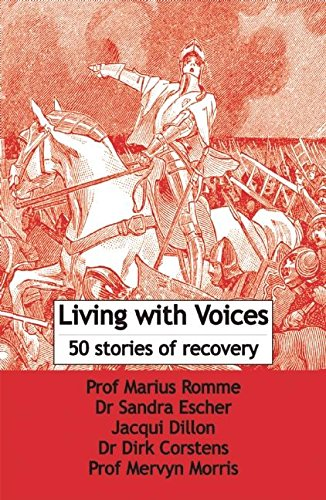 Living with Voices
50 stories of recovery
Prof Marius Romme
Dr Sandra Escher
Jacqui Dillon
Dr Dirk Corstens
Prof Mervyn Morris